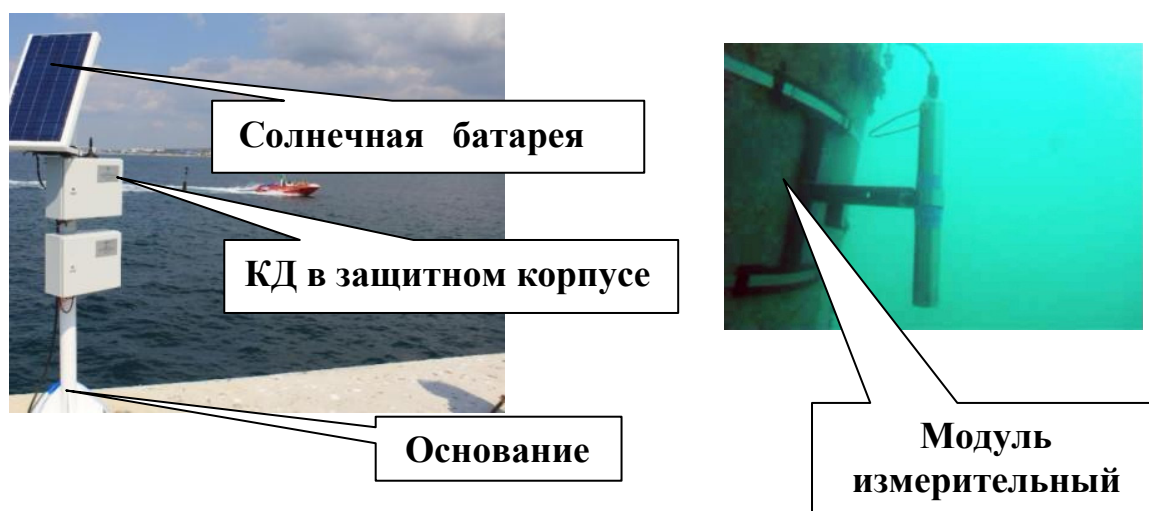 Солнечная батарея
КД в защитном корпусе
Основание
Модуль
измерительный